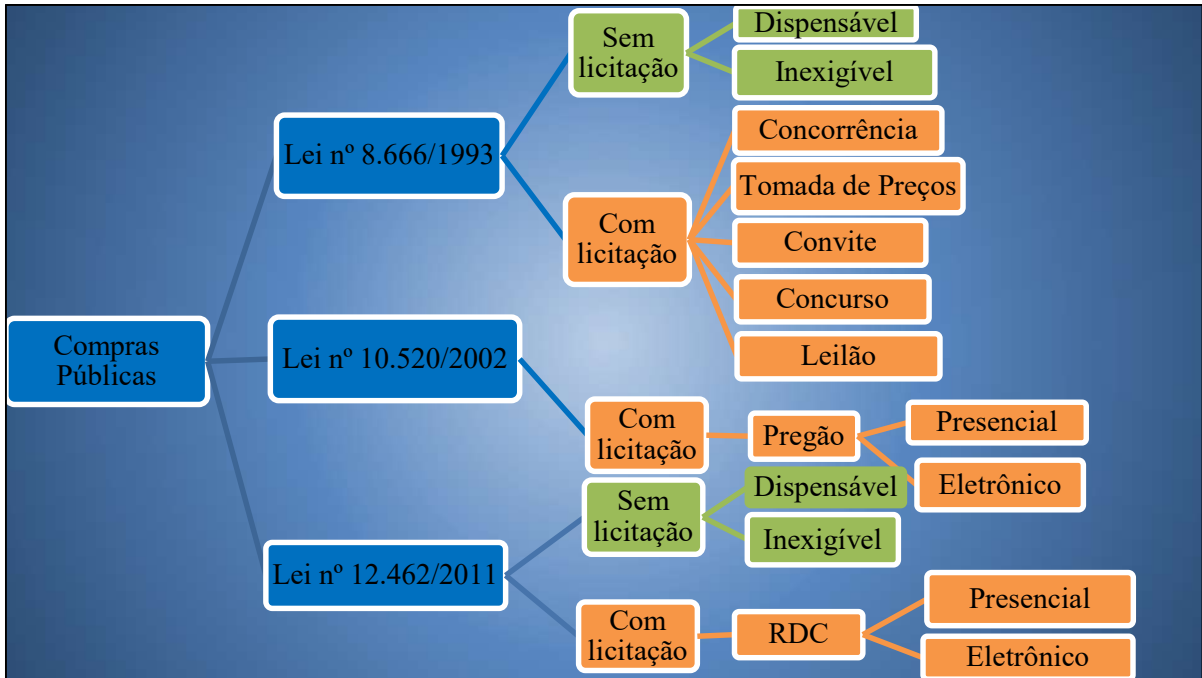 Compras
Públicas
Lei nº 8.666/1993
Sem
licitação
Dispensável
Inexigível
Com
licitação
Concorrência
Tomada de Preços
Convite
Concurso
Leilão
Lei nº 10.520/2002
Com
licitação
Pregão
Presencial
Eletrônico
Lei nº 12.462/2011
Sem
licitação
Dispensável
Inexigível
Com
licitação
RDC
Presencial
Eletrônico